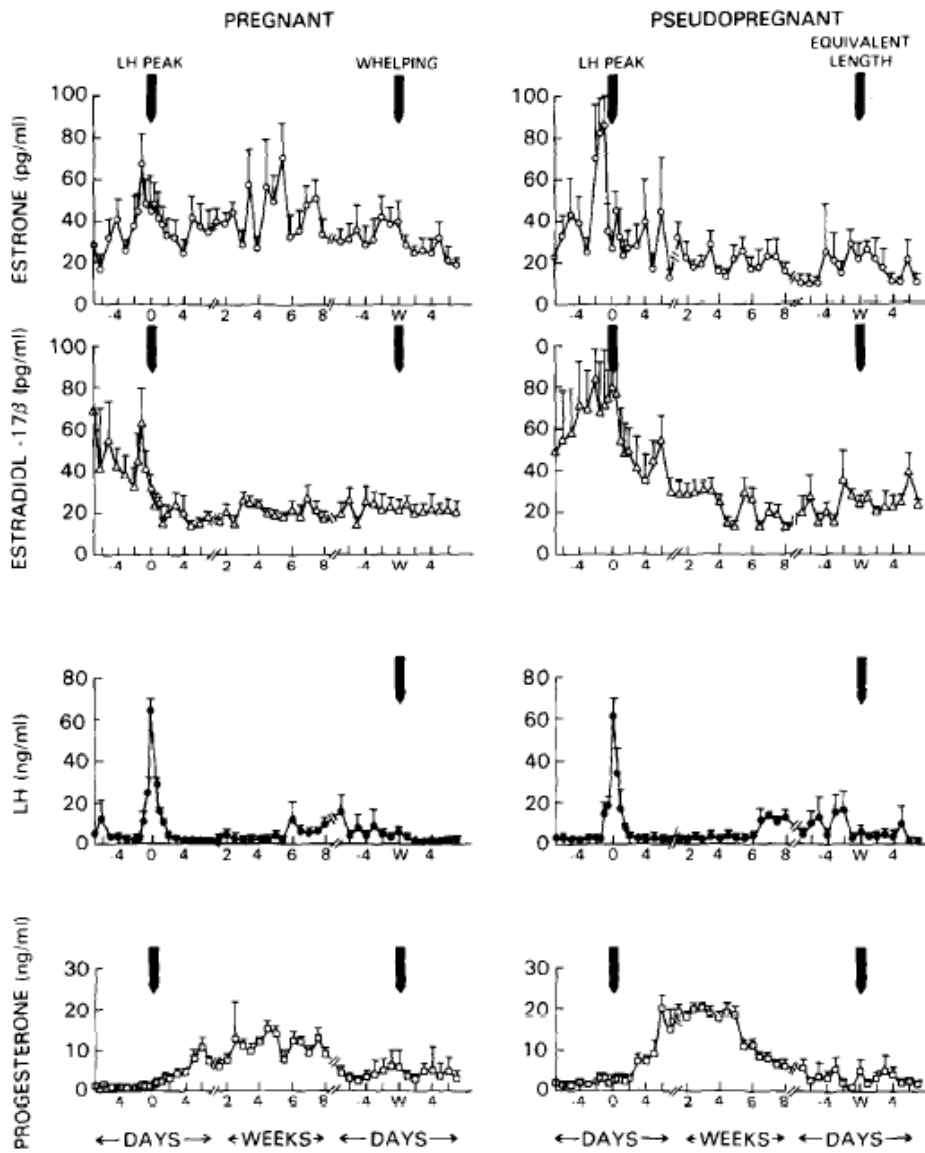 PREGNANT
PSEUDOPREGNANT
LH PEAK WHELPING
LH PEAK EQUIVALENT LENGTH
ESTRONE (pg/ml)
100
80
60
40
20
0
-4 0 4 2 4 6 8 -4 W 4
100
80
60
40
20
0
-4 0 4 2 4 6 8 -4 W 4
ESTRADIOL -17β (pg/ml)
100
80
60
40
20
0
-4 0 4 2 4 6 8 -4 W 4
0
80
60
40
20
0
-4 0 4 2 4 6 8 -4 W 4
LH (ng/ml)
80
60
40
20
0
-4 0 4 2 4 6 8 -4 W 4
80
60
40
20
0
-4 0 4 2 4 6 8 -4 W 4
PROGESTERONE (ng/ml)
30
20
10
0
4 0 4 2 4 6 8 -4 W 4
30
20
10
0
-4 0 4 2 4 6 8 -4 W 4
←DAYS→ ←WEEKS→ ←DAYS→
←DAYS→ ←WEEKS→ ←DAYS→